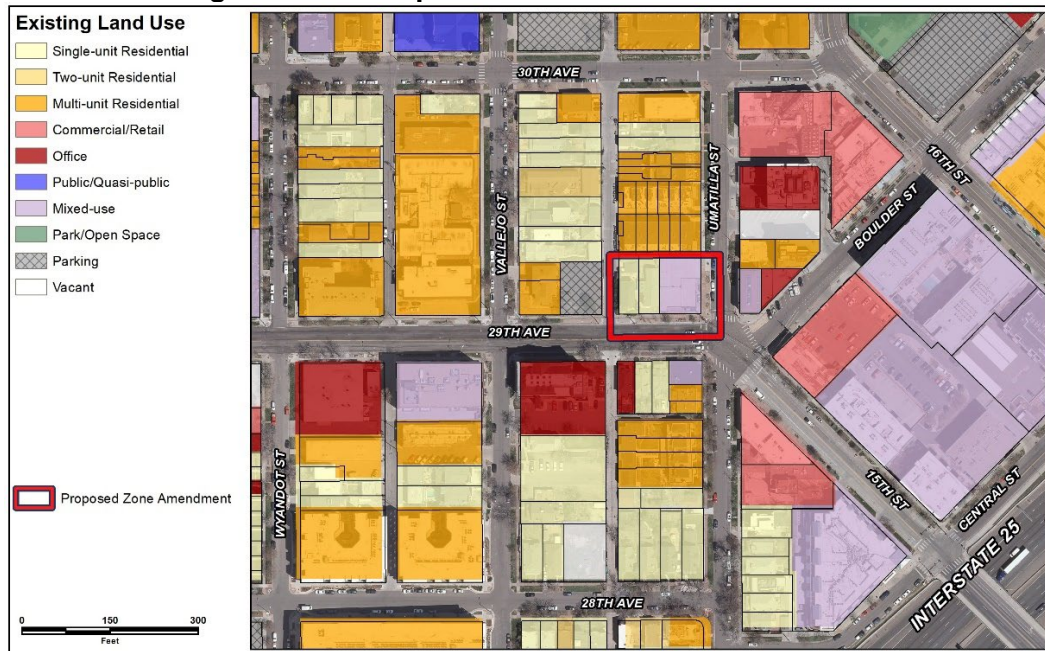 Existing Land Use
Single-unit Residential
Two-unit Residential
Multi-unit Residential
Commercial/Retail
Office
Public/Quasi-public
Mixed-use
Park/Open Space
Parking
Vacant
Proposed Zone Amendment
0 150 300
Feet
30TH AVE
16TH ST
UMATILLA ST
BOULDER ST
VALLEJO ST
29TH AVE
WYANDOT ST
15TH ST
CENTRAL ST
INTERSTATE 25
28TH AVE